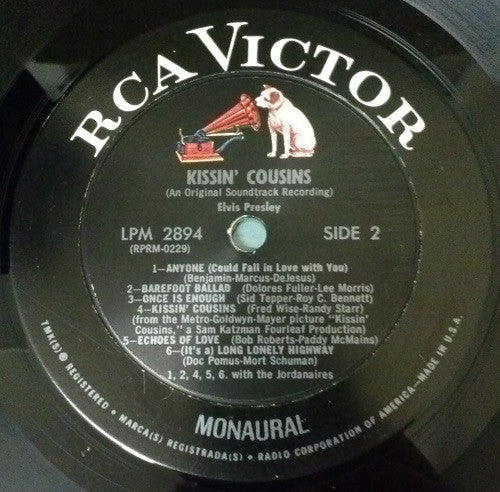 RCA VICTOR
KISSIN' COUSINS
(An Original Soundtrack Recording)
Elvis Presley
LPM 2894 SIDE 2
(RPRM-0229)
1—ANYONE (Could Fall in Love with You)
(Benjamin-Marcus-DeJesus)
2—BAREFOOT BALLAD (Dolores Fuller-Lee Morris)
3—ONCE IS ENOUGH (Sid Tepper-Roy C. Bennett)
4—KISSIN' COUSINS (Fred Wise-Randy Starr)
(from the Metro-Goldwyn-Mayer picture "Kissin'
Cousins," a Sam Katzman Fourleaf Production)
5—ECHOES OF LOVE (Bob Roberts-Paddy McMains)
6—(It's a) LONG LONELY HIGHWAY
(Doc Pomus-Mort Schuman)
1, 2, 4, 5, 6. with the Jordanaires
MONAURAL
TMK(S) ® REGISTERED • MARCA(S) REGISTRADA(S) • RADIO CORPORATION OF AMERICA—MADE IN U.S.A.